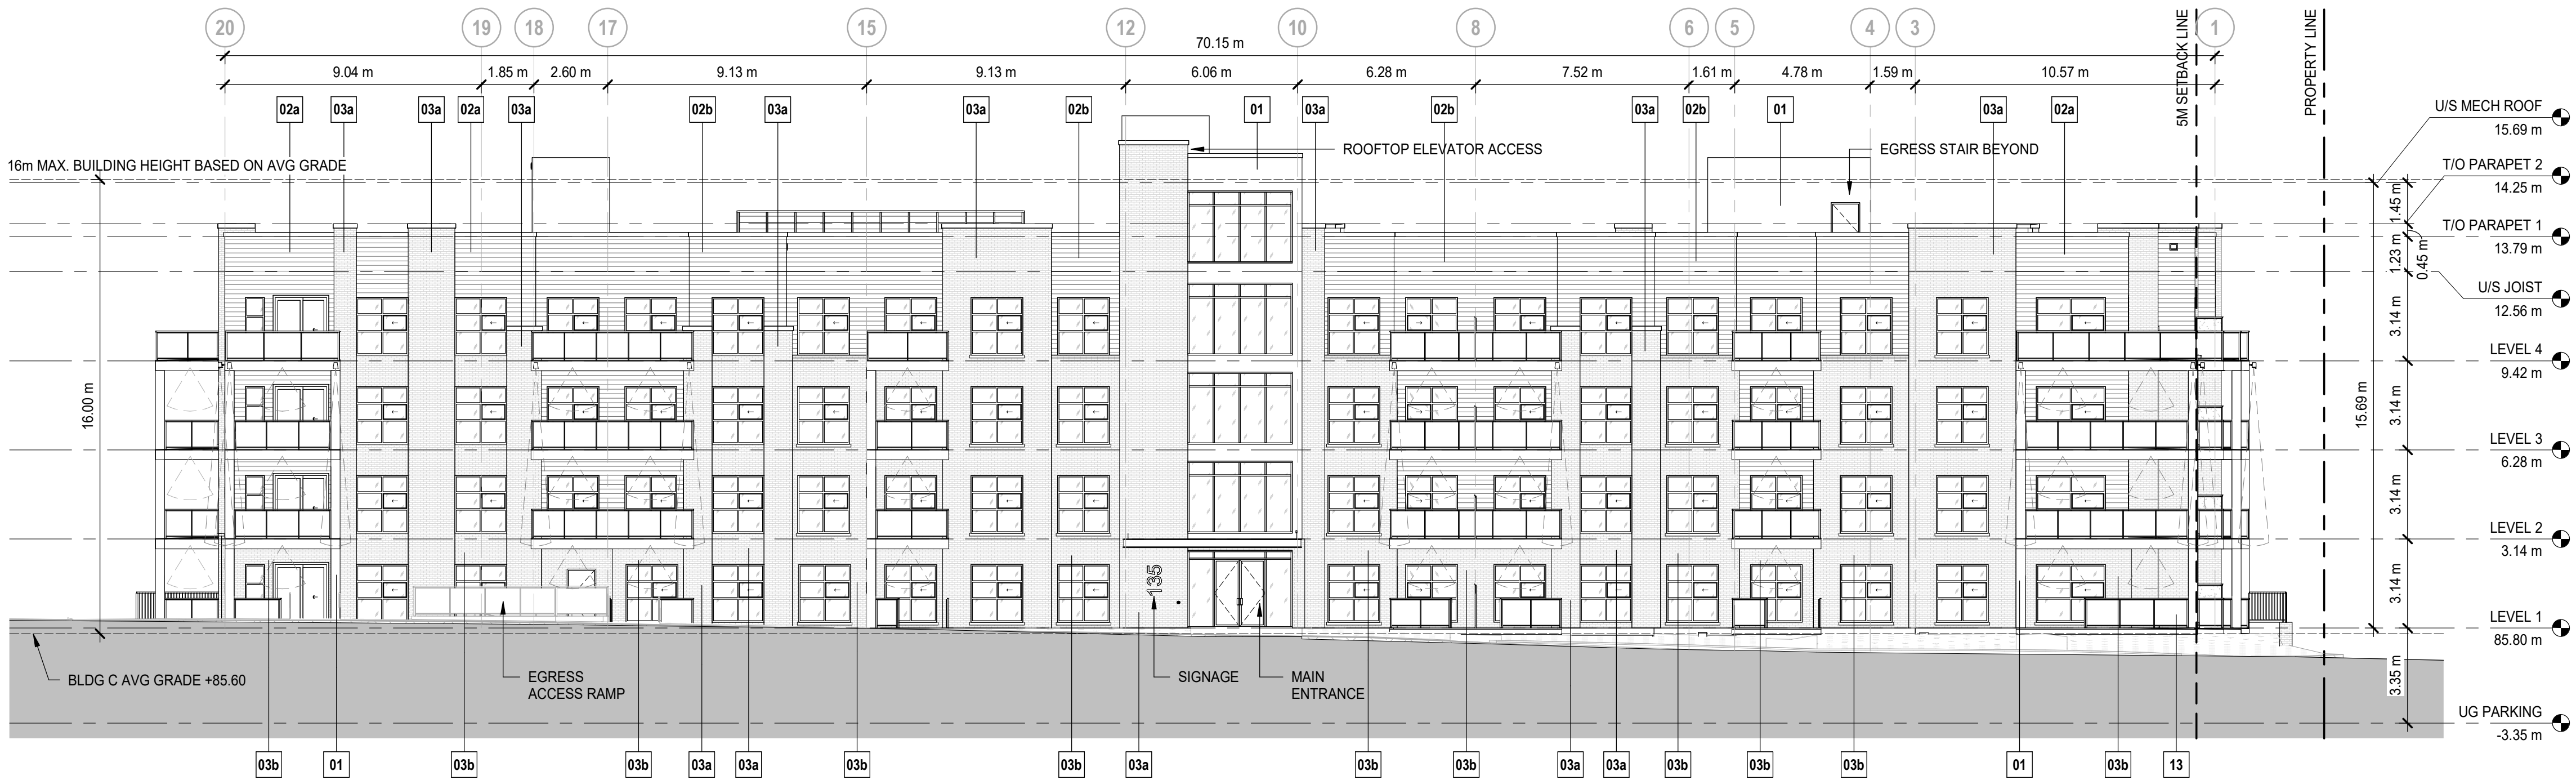 20
19
18
17
15
12
10
8
6
5
4
3
1
70.15 m
9.04 m
1.85 m
2.60 m
9.13 m
9.13 m
6.06 m
6.28 m
7.52 m
1.61 m
4.78 m
1.59 m
10.57 m
5M SETBACK LINE
PROPERTY LINE
02a
03a
03a
02a
03a
02b
03a
03a
02b
01
03a
02b
03a
02b
01
03a
02a
ROOFTOP ELEVATOR ACCESS
EGRESS STAIR BEYOND
16m MAX. BUILDING HEIGHT BASED ON AVG GRADE
U/S MECH ROOF
15.69 m
T/O PARAPET 2
14.25 m
T/O PARAPET 1
13.79 m
U/S JOIST
12.56 m
LEVEL 4
9.42 m
LEVEL 3
6.28 m
LEVEL 2
3.14 m
LEVEL 1
85.80 m
UG PARKING
-3.35 m
16.00 m
15.69 m
1.45 m
0.45 m
1.23 m
3.14 m
3.14 m
3.14 m
3.14 m
3.35 m
135
BLDG C AVG GRADE +85.60
EGRESS
ACCESS RAMP
SIGNAGE
MAIN
ENTRANCE
03b
01
03b
03b
03a
03a
03b
03b
03a
03b
03b
03a
03a
03b
03b
03b
01
03b
13